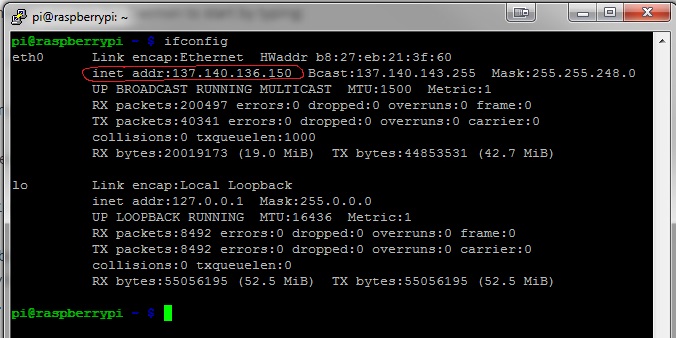 pi@raspberrypi: ~
pi@raspberrypi ~ $ ifconfig
eth0 Link encap:Ethernet HWaddr b8:27:eb:21:3f:60
inet addr:137.140.136.150 Bcast:137.140.143.255 Mask:255.255.248.0
UP BROADCAST RUNNING MULTICAST MTU:1500 Metric:1
RX packets:200497 errors:0 dropped:0 overruns:0 frame:0
TX packets:40341 errors:0 dropped:0 overruns:0 carrier:0
collisions:0 txqueuelen:1000
RX bytes:20019173 (19.0 MiB) TX bytes:44853531 (42.7 MiB)
lo Link encap:Local Loopback
inet addr:127.0.0.1 Mask:255.0.0.0
UP LOOPBACK RUNNING MTU:16436 Metric:1
RX packets:8492 errors:0 dropped:0 overruns:0 frame:0
TX packets:8492 errors:0 dropped:0 overruns:0 carrier:0
collisions:0 txqueuelen:0
RX bytes:55056195 (52.5 MiB) TX bytes:55056195 (52.5 MiB)
pi@raspberrypi ~ $